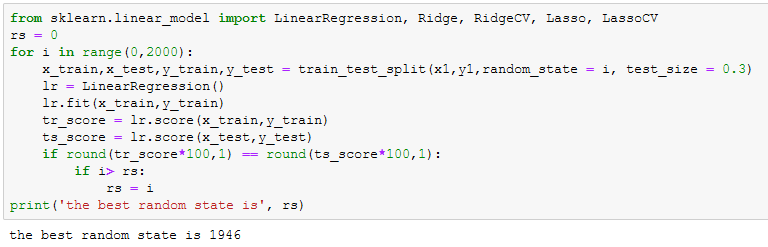 from sklearn.linear_model import LinearRegression, Ridge, RidgeCV, Lasso, LassoCV
rs = 0
for i in range(0,2000):
    x_train,x_test,y_train,y_test = train_test_split(x1,y1,random_state = i, test_size = 0.3)
    lr = LinearRegression()
    lr.fit(x_train,y_train)
    tr_score = lr.score(x_train,y_train)
    ts_score = lr.score(x_test,y_test)
    if round(tr_score*100,1) == round(ts_score*100,1):
        if i> rs:
            rs = i
print('the best random state is', rs)
the best random state is 1946